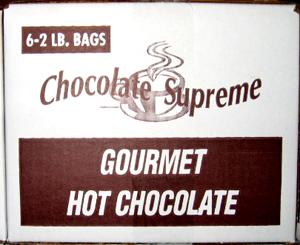 6-2 LB. BAGS
Chocolate Supreme
GOURMET
HOT CHOCOLATE